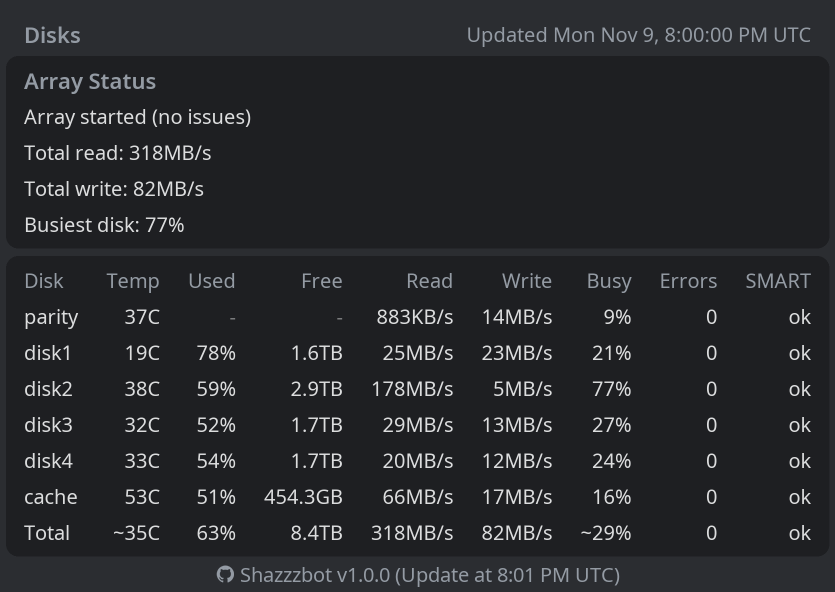 Disks Updated Mon Nov 9, 8:00:00 PM UTC
Array Status
Array started (no issues)
Total read: 318MB/s
Total write: 82MB/s
Busiest disk: 77%
Disk Temp Used Free Read Write Busy Errors SMART
parity 37C - - 883KB/s 14MB/s 9% 0 ok
disk1 19C 78% 1.6TB 25MB/s 23MB/s 21% 0 ok
disk2 38C 59% 2.9TB 178MB/s 5MB/s 77% 0 ok
disk3 32C 52% 1.7TB 29MB/s 13MB/s 27% 0 ok
disk4 33C 54% 1.7TB 20MB/s 12MB/s 24% 0 ok
cache 53C 51% 454.3GB 66MB/s 17MB/s 16% 0 ok
Total ~35C 63% 8.4TB 318MB/s 82MB/s ~29% 0 ok
Shazzzbot v1.0.0 (Update at 8:01 PM UTC)